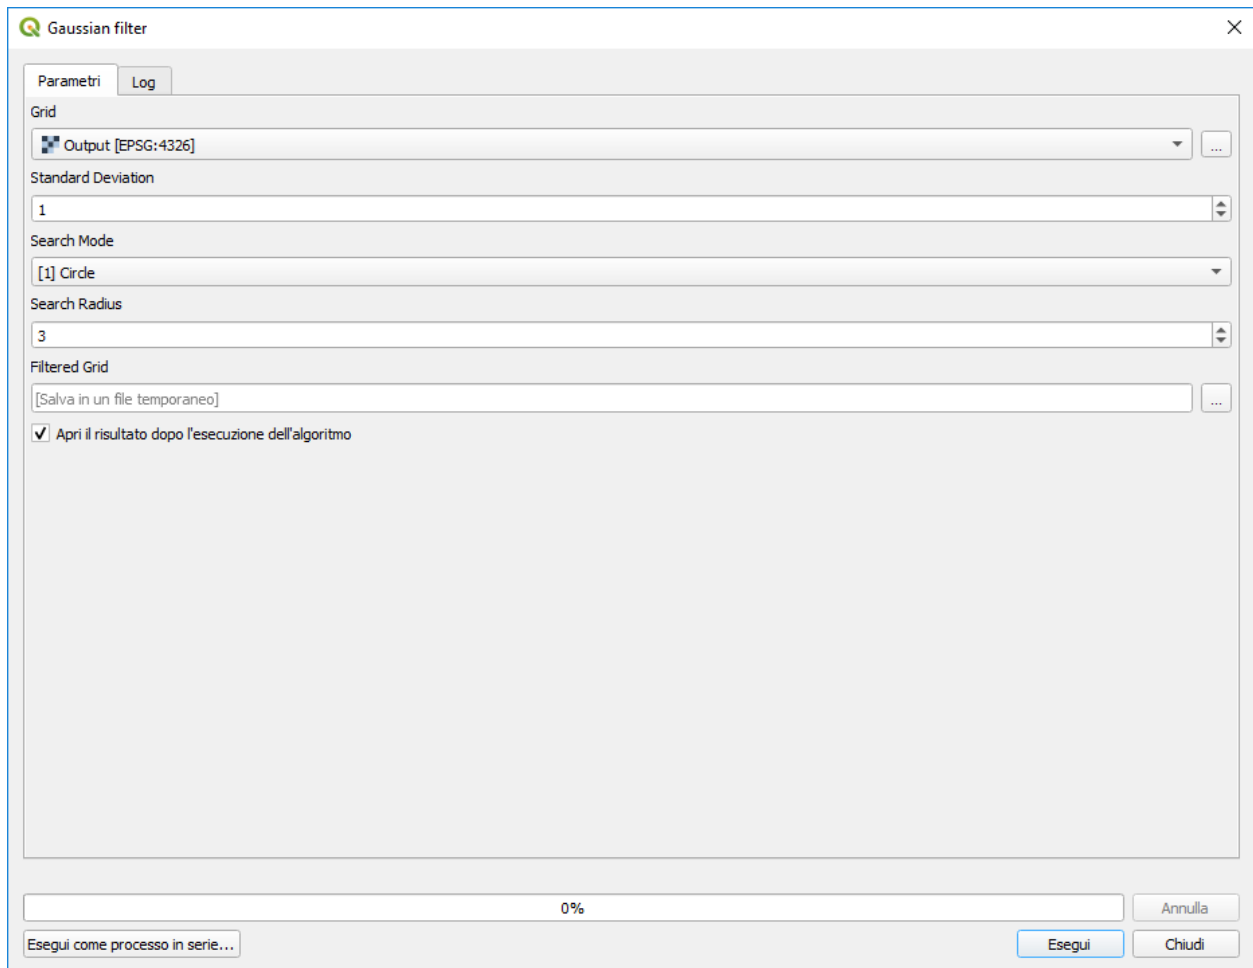 Gaussian filter
Parametri
Log
Grid
Output [EPSG:4326]
...
Standard Deviation
1
Search Mode
[1] Circle
Search Radius
3
Filtered Grid
[Salva in un file temporaneo]
...
Apri il risultato dopo l'esecuzione dell'algoritmo
0%
Annulla
Esegui come processo in serie...
Esegui
Chiudi